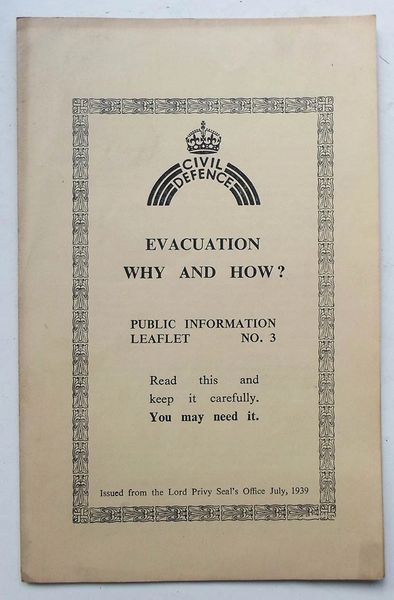 CIVIL
DEFENCE
EVACUATION
WHY AND HOW?
PUBLIC INFORMATION
LEAFLET NO. 3
Read this and
keep it carefully.
You may need it.
Issued from the Lord Privy Seal's Office July, 1939